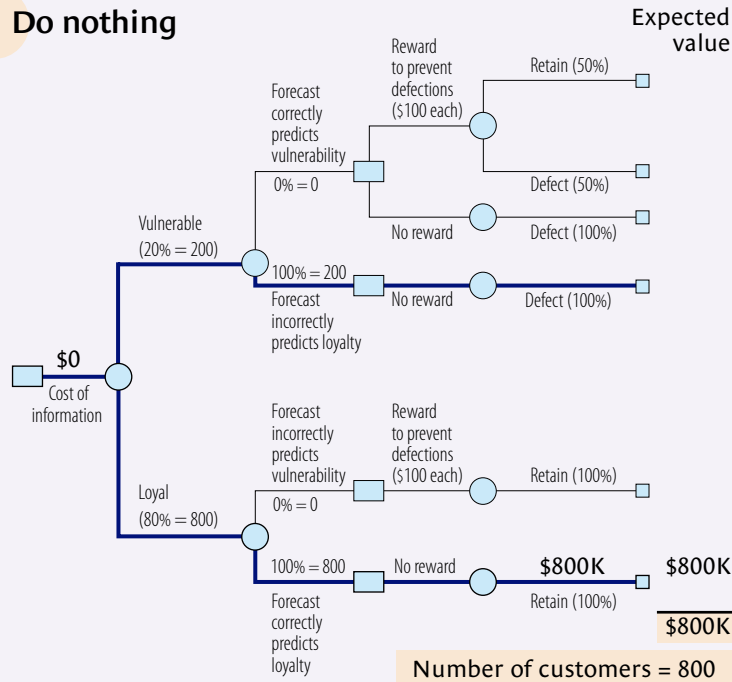 Do nothing
Expected
value
Reward
to prevent
defections
($100 each)
Retain (50%)
Forecast
correctly
predicts
vulnerability
0% = 0
Defect (50%)
Vulnerable
(20% = 200)
No reward
Defect (100%)
100% = 200
Forecast
incorrectly
predicts loyalty
No reward
Defect (100%)
$0
Cost of
information
Forecast
incorrectly
predicts
vulnerability
0% = 0
Reward
to prevent
defections
($100 each)
Retain (100%)
Loyal
(80% = 800)
100% = 800
No reward
$800K
$800K
Forecast
correctly
predicts
loyalty
Retain (100%)
$800K
Number of customers = 800